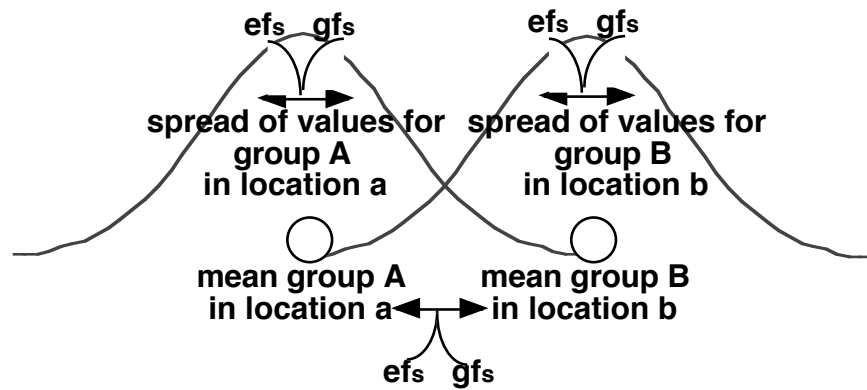 efs gfs efs gfs
spread of values for spread of values for
group A group B
in location a in location b
mean group A mean group B
in location a in location b
efs gfs